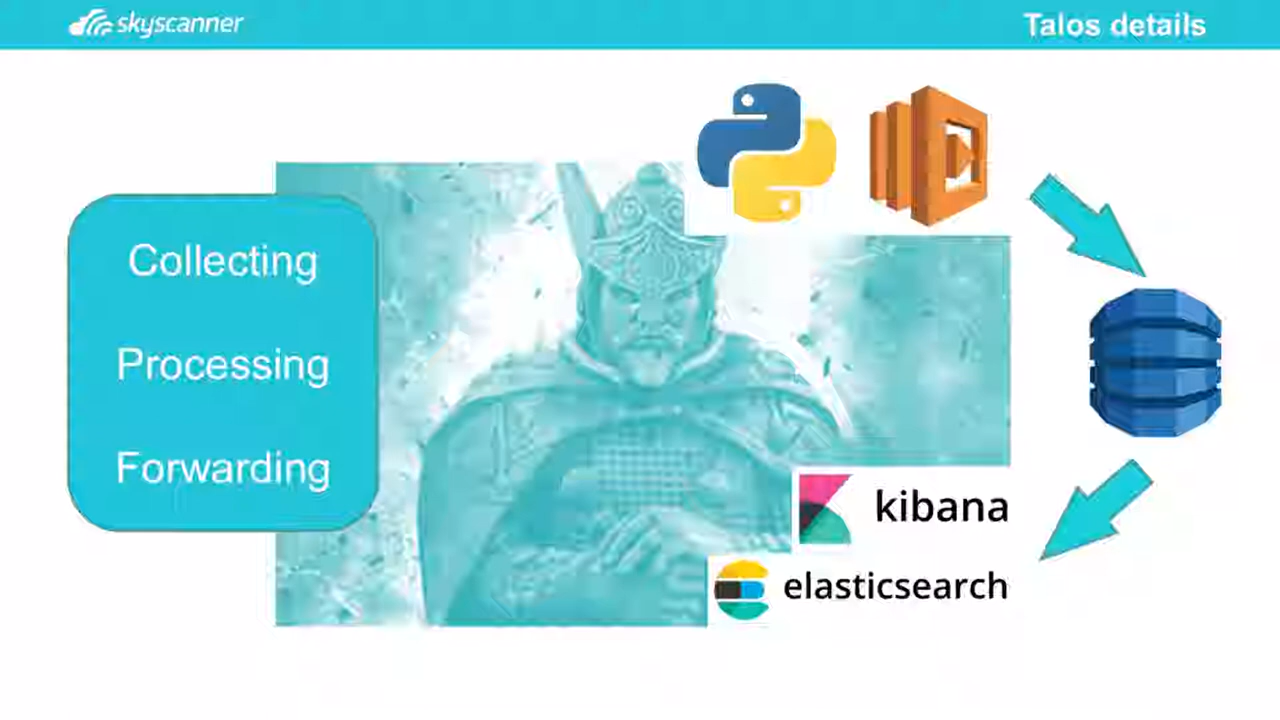 skyscanner
Talos details
Collecting
Processing
Forwarding
kibana
elasticsearch